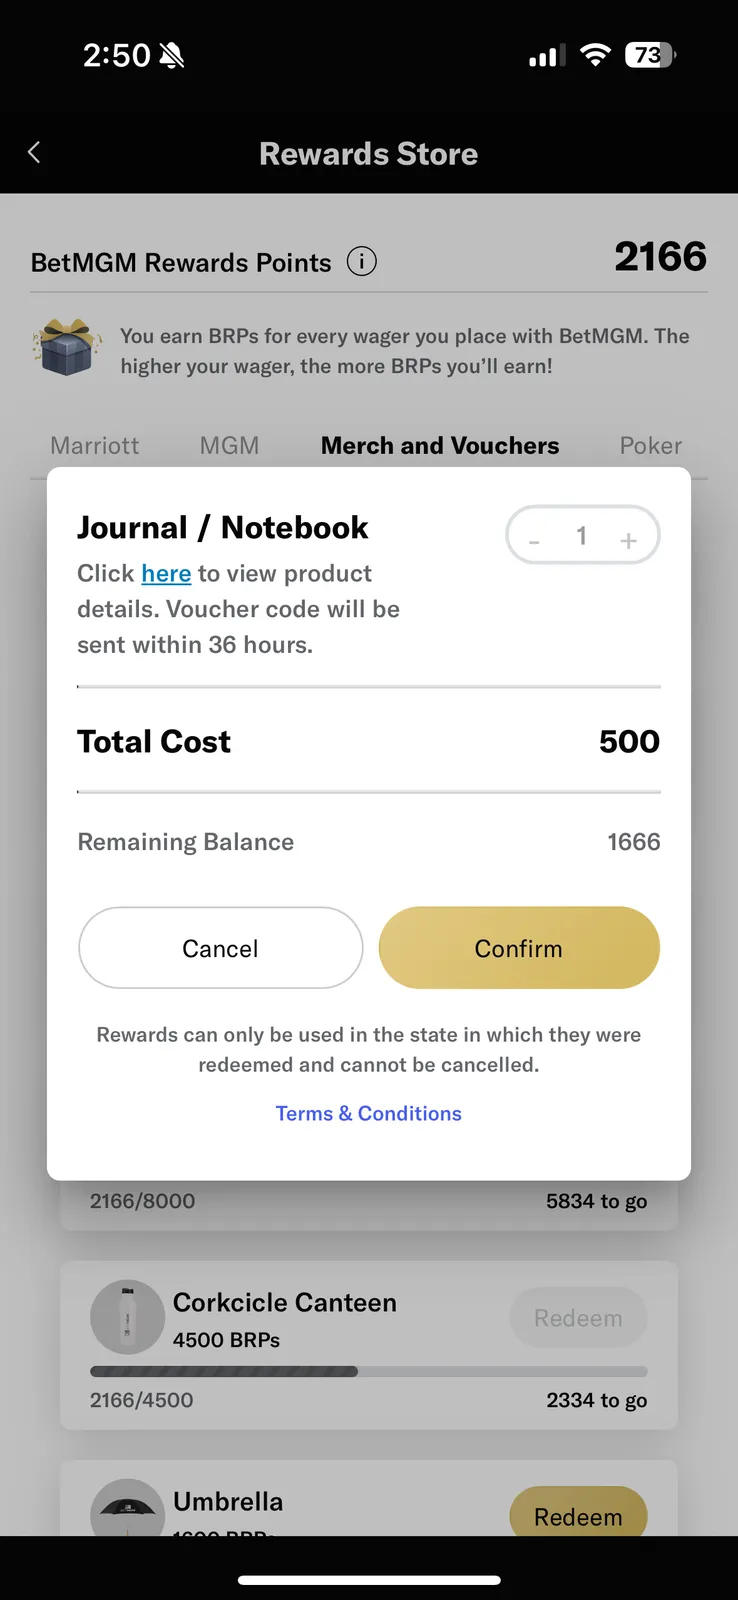 2:50
73
Rewards Store
BetMGM Rewards Points i 2166
You earn BRPs for every wager you place with BetMGM. The
higher your wager, the more BRPs you’ll earn!
Marriott MGM Merch and Vouchers Poker
Journal / Notebook - 1 +
Click here to view product
details. Voucher code will be
sent within 36 hours.
Total Cost 500
Remaining Balance 1666
Cancel Confirm
Rewards can only be used in the state in which they were
redeemed and cannot be cancelled.
Terms & Conditions
2166/8000 5834 to go
Corkcicle Canteen Redeem
4500 BRPs
2166/4500 2334 to go
Umbrella Redeem
1600 BRPs